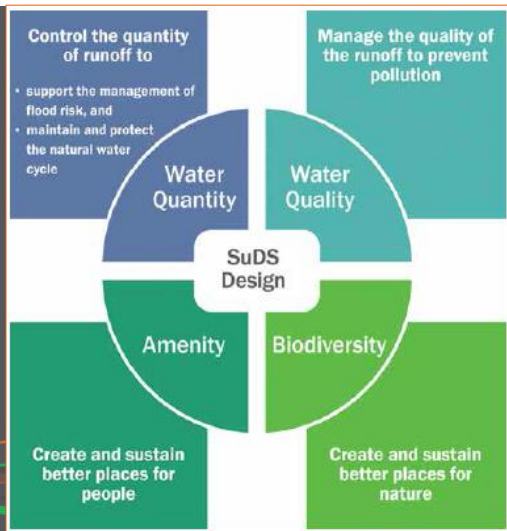 Control the quantity
of runoff to
• support the management of
flood risk, and
• maintain and protect
the natural water
cycle
Manage the quality of
the runoff to prevent
pollution
Water
Quantity
Water
Quality
SuDS
Design
Amenity
Biodiversity
Create and sustain
better places for
people
Create and sustain
better places for
nature